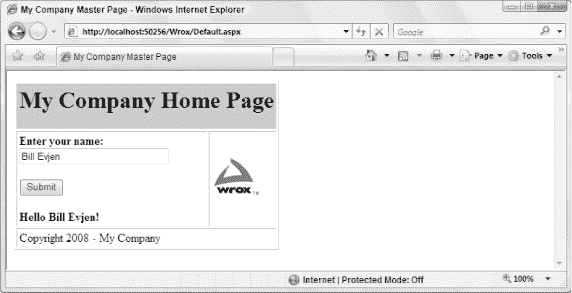 My Company Master Page - Windows Internet Explorer
http://localhost:50256/Wrox/Default.aspx
Google
My Company Master Page
Page
Tools
My Company Home Page
Enter your name:
Bill Evjen
Submit
wrox™
Hello Bill Evjen!
Copyright 2008 - My Company
Internet | Protected Mode: Off
100%